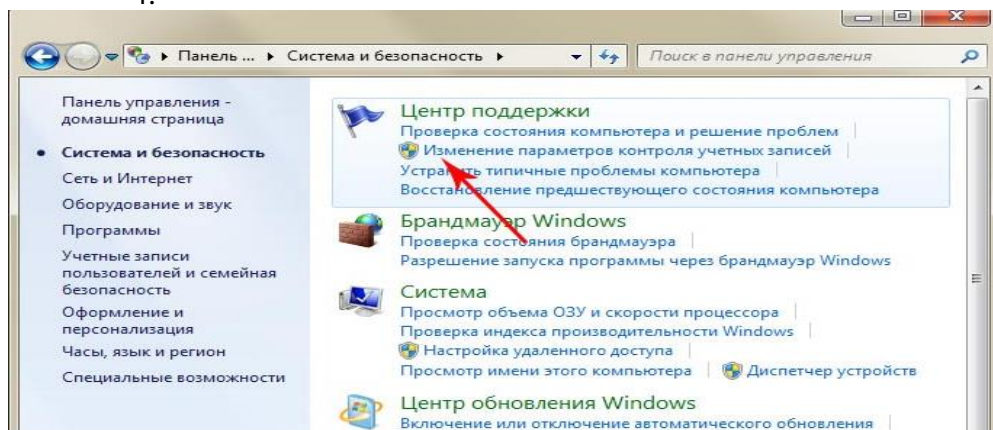 Панель ... Система и безопасность Поиск в панели управления
Панель управления -
домашняя страница
Система и безопасность
Сеть и Интернет
Оборудование и звук
Программы
Учетные записи
пользователей и семейная
безопасность
Оформление и
персонализация
Часы, язык и регион
Специальные возможности
Центр поддержки
Проверка состояния компьютера и решение проблем
Изменение параметров контроля учетных записей
Устранить типичные проблемы компьютера
Восстановление предшествующего состояния компьютера
Брандмауэр Windows
Проверка состояния брандмауэра
Разрешение запуска программы через брандмауэр Windows
Система
Просмотр объема ОЗУ и скорости процессора
Проверка индекса производительности Windows
Настройка удаленного доступа
Просмотр имени этого компьютера Диспетчер устройств
Центр обновления Windows
Включение или отключение автоматического обновления